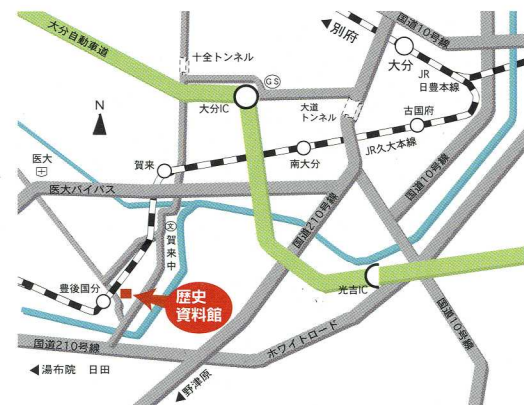 国道10号線
大分自動車道
◀別府
十全トンネル
大分
JR
日豊本線
GS
大分IC
大道
トンネル
古国府
N
JR久大本線
医大
賀来
南大分
国道10号線
医大バイパス
国道210号線
文
賀来中
豊後国分
光吉IC
歴史
資料館
国道10号線
国道210号線
ホワイトロード
◀湯布院 日田
◀野津原